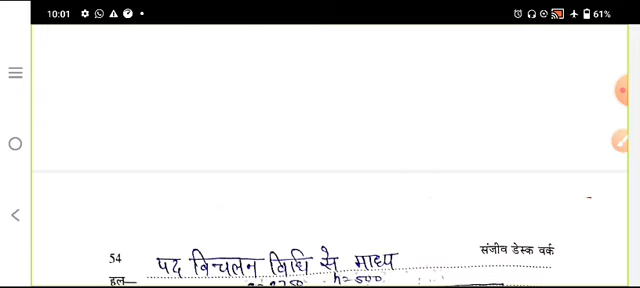 10:01 61%
संजीव डेस्क वर्क
54 पद विचलन विधि से माध्य
हल— h=500